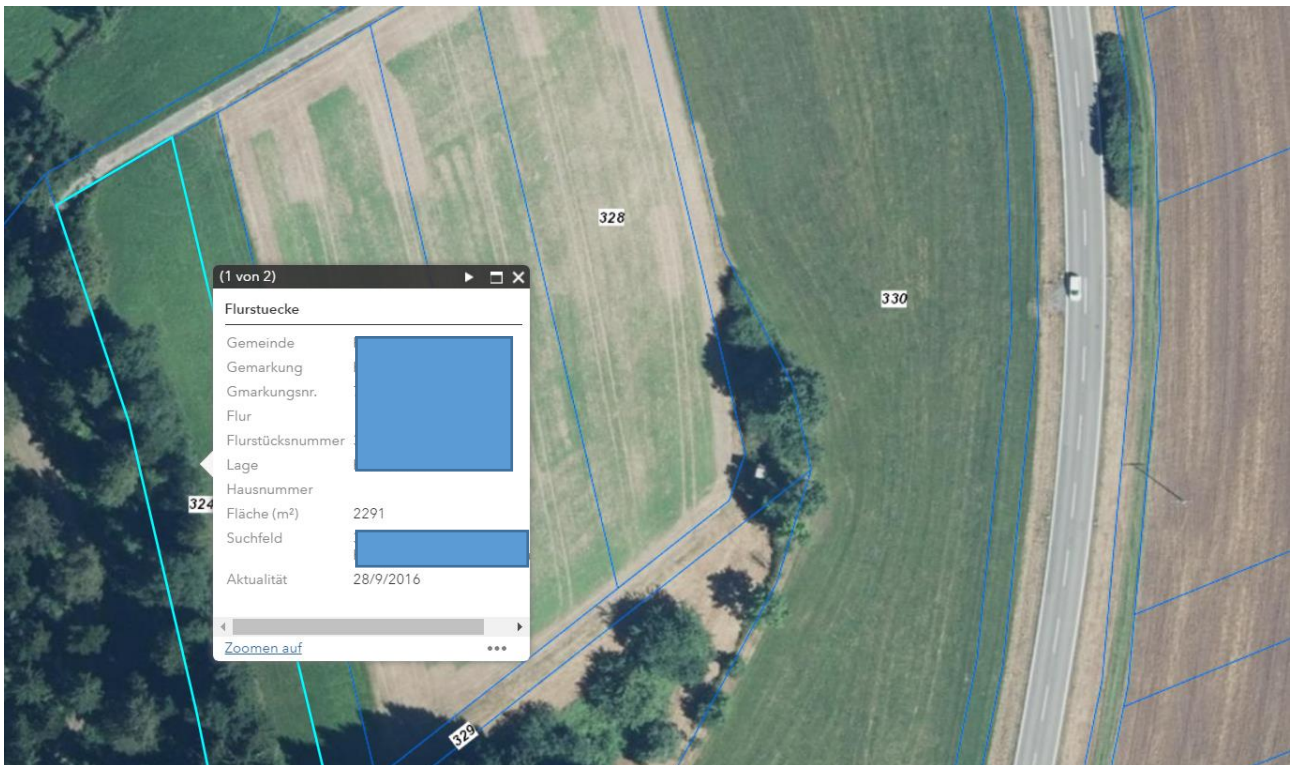 328
330
(1 von 2)
Flurstuecke
Gemeinde
Gemarkung
Gmarkungsnr.
Flur
Flurstücksnummer
Lage
Hausnummer
324
Fläche (m²) 2291
Suchfeld
Aktualität 28/9/2016
Zoomen auf
329